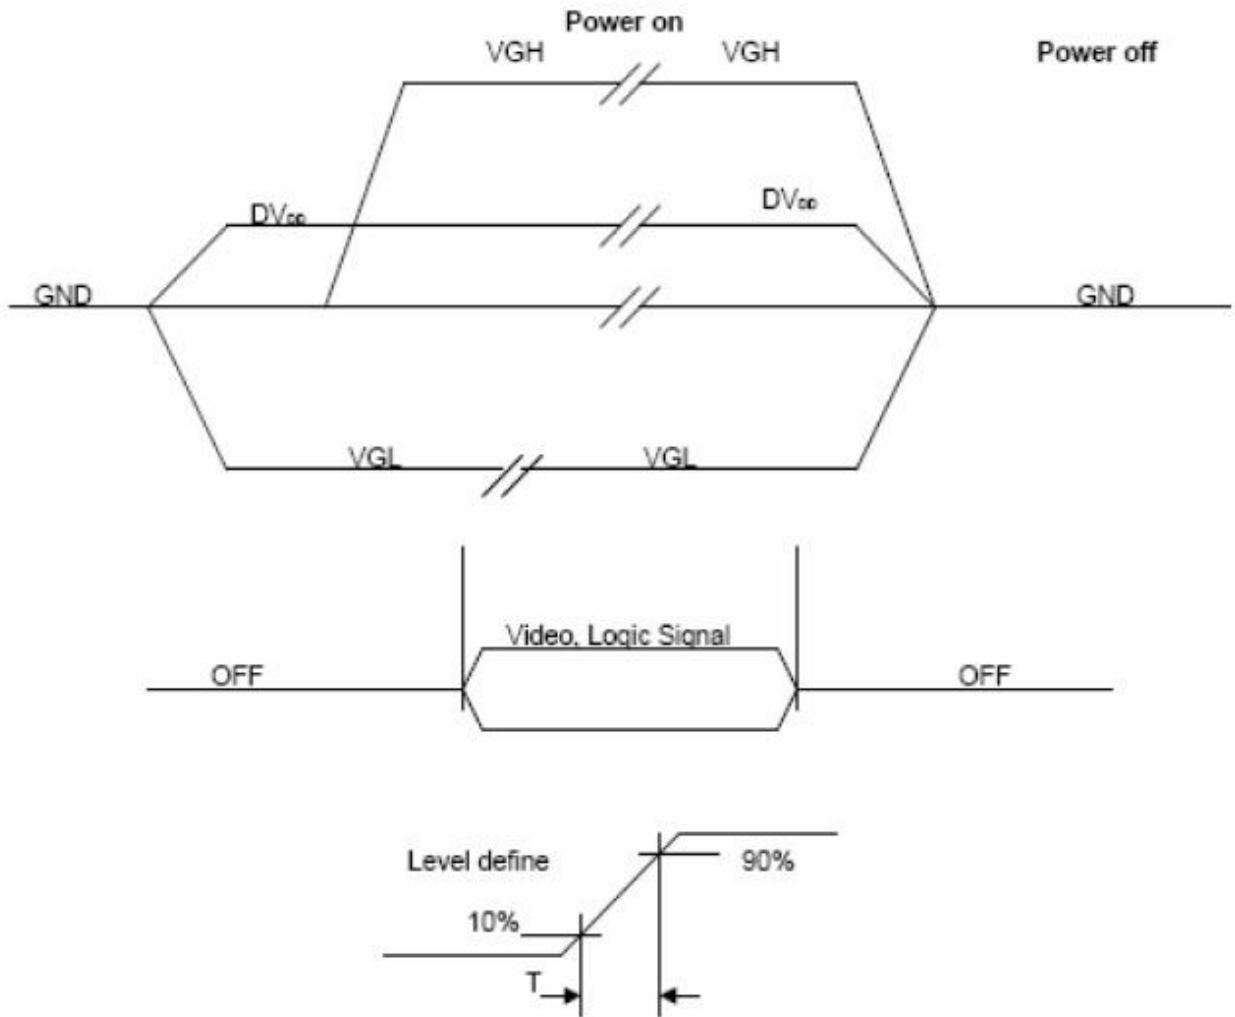 Power on
VGH VGH Power off
DVDD DVDD
GND GND
VGL VGL
Video, Logic Signal
OFF OFF
Level define 90%
10%
T